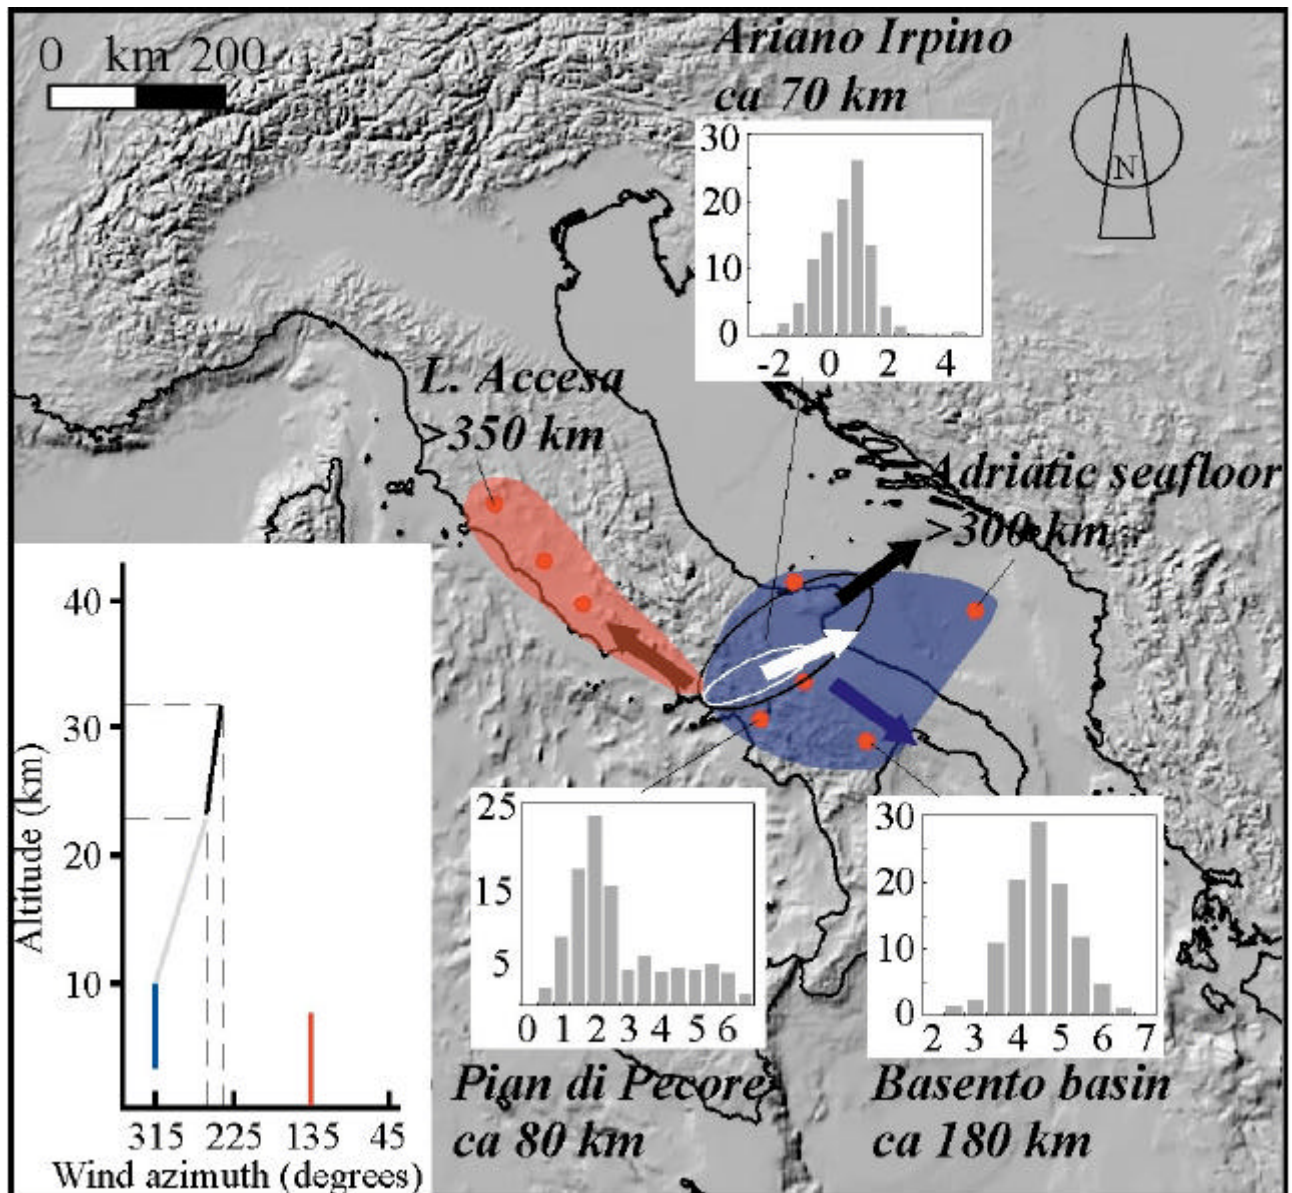 0 km 200
Ariano Irpino
ca 70 km
N
30
20
10
0
-2 0 2 4
L. Accesa
>350 km
Adriatic seafloor
>300 km
40
30
20
10
Altitude (km)
315 225 135 45
Wind azimuth (degrees)
25
15
5
0 1 2 3 4 5 6
Pian di Pecore
ca 80 km
30
20
10
0
2 3 4 5 6 7
Basento basin
ca 180 km